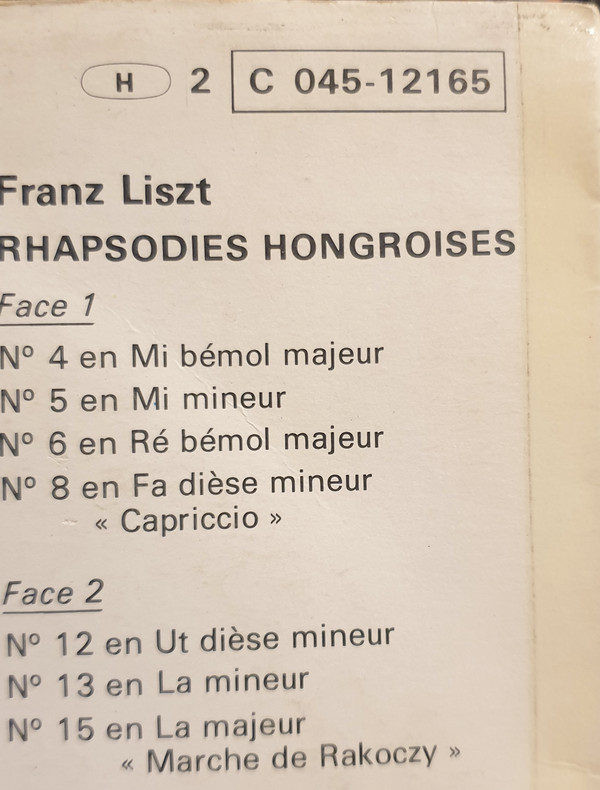 H 2 C 045-12165
Franz Liszt
RHAPSODIES HONGROISES
Face 1
Nº 4 en Mi bémol majeur
Nº 5 en Mi mineur
Nº 6 en Ré bémol majeur
Nº 8 en Fa dièse mineur
« Capriccio »
Face 2
Nº 12 en Ut dièse mineur
Nº 13 en La mineur
Nº 15 en La majeur
« Marche de Rakoczy »